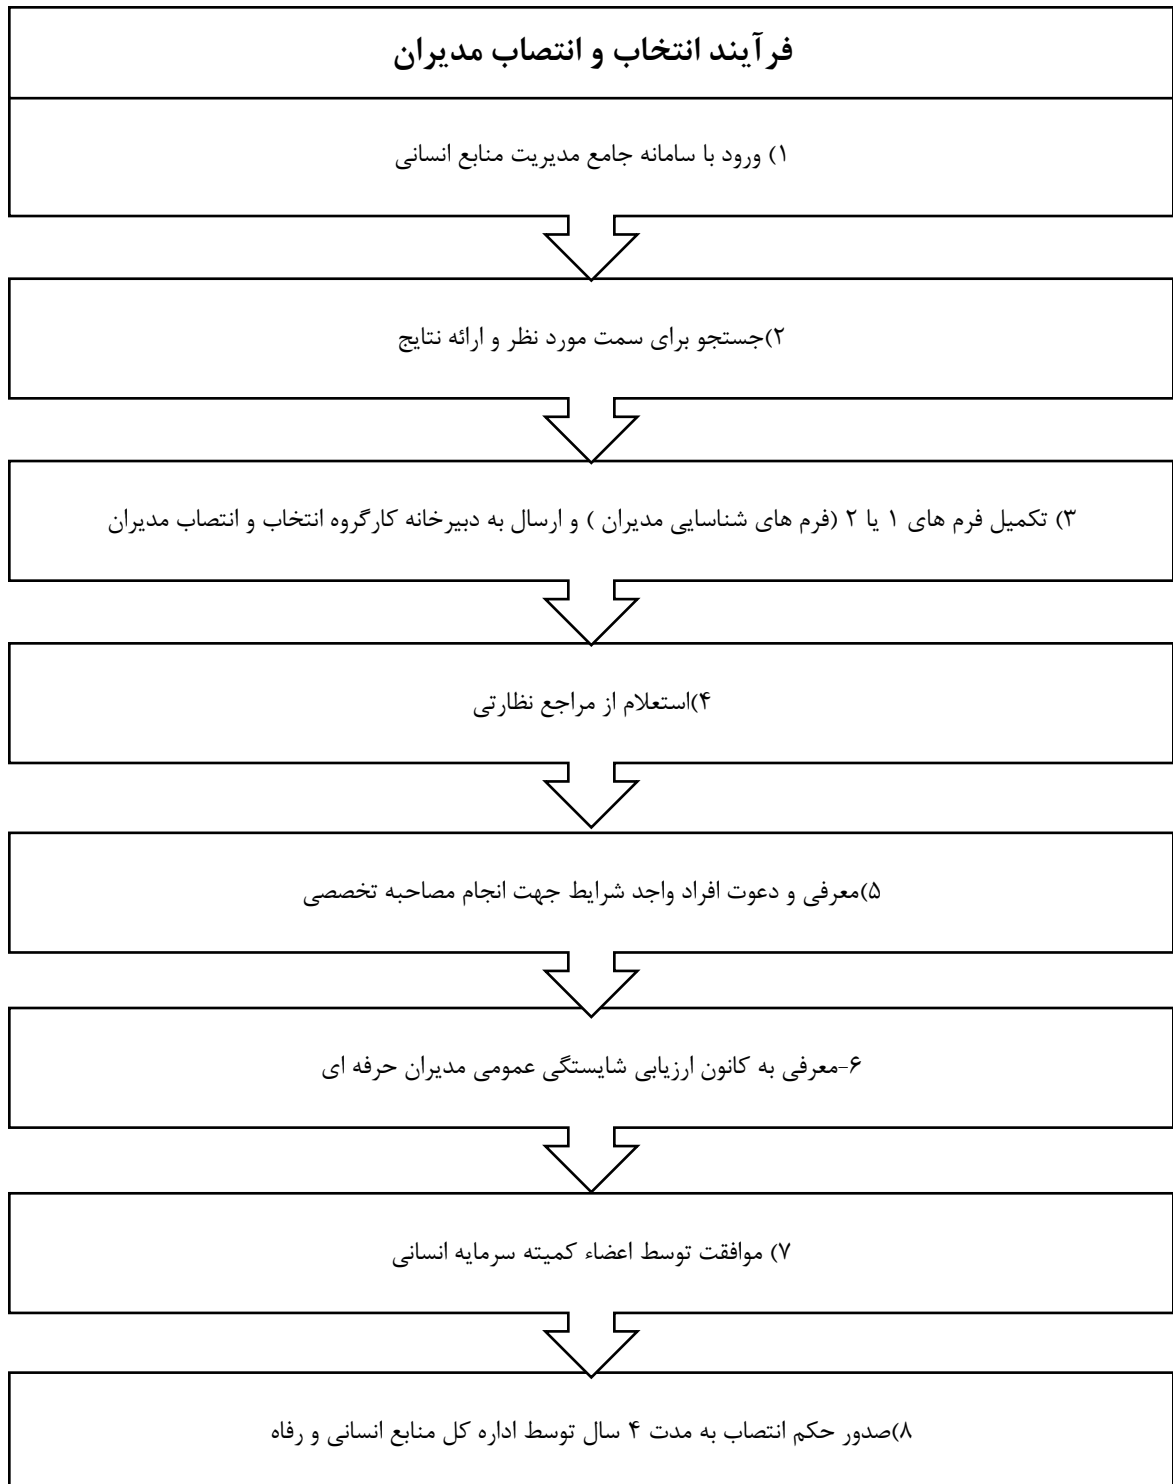 فرآیند انتخاب و انتصاب مدیران
۱) ورود با سامانه جامع مدیریت منابع انسانی
۲)جستجو برای سمت مورد نظر و ارائه نتایج
۳) تکمیل فرم های ۱ یا ۲ (فرم های شناسایی مدیران ) و ارسال به دبیرخانه کارگروه انتخاب و انتصاب مدیران
۴)استعلام از مراجع نظارتی
۵)معرفی و دعوت افراد واجد شرایط جهت انجام مصاحبه تخصصی
۶-معرفی به کانون ارزیابی شایستگی عمومی مدیران حرفه ای
۷) موافقت توسط اعضاء کمیته سرمایه انسانی
۸)صدور حکم انتصاب به مدت ۴ سال توسط اداره کل منابع انسانی و رفاه